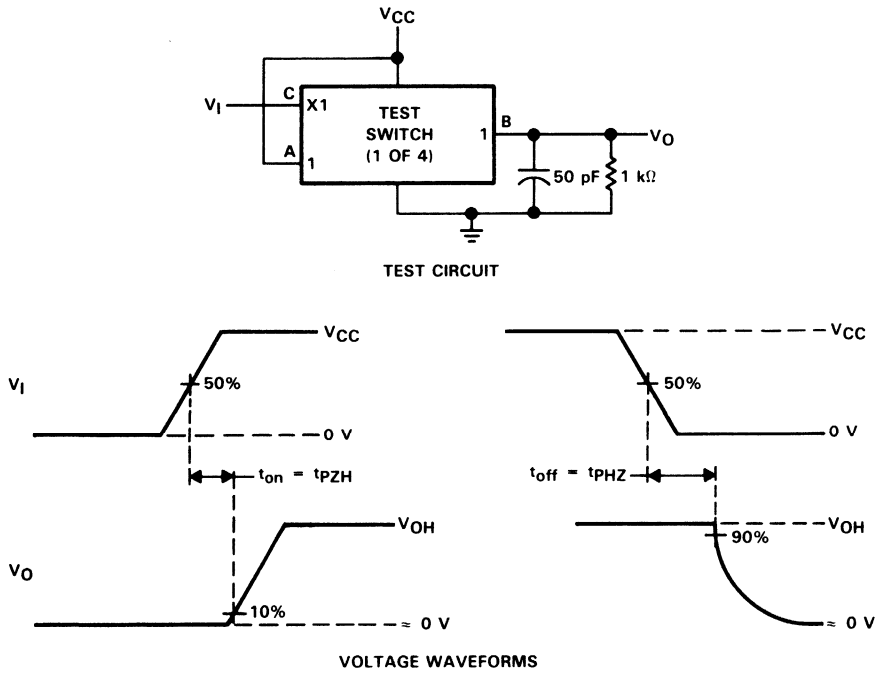 VCC
VI
C
X1
TEST
SWITCH
(1 OF 4)
A
1
1
B
VO
50 pF
1 kΩ
TEST CIRCUIT
VI
VCC
50%
0 V
ton = tPZH
VCC
50%
0 V
toff = tPHZ
VO
VOH
10%
≈ 0 V
VOH
90%
≈ 0 V
VOLTAGE WAVEFORMS